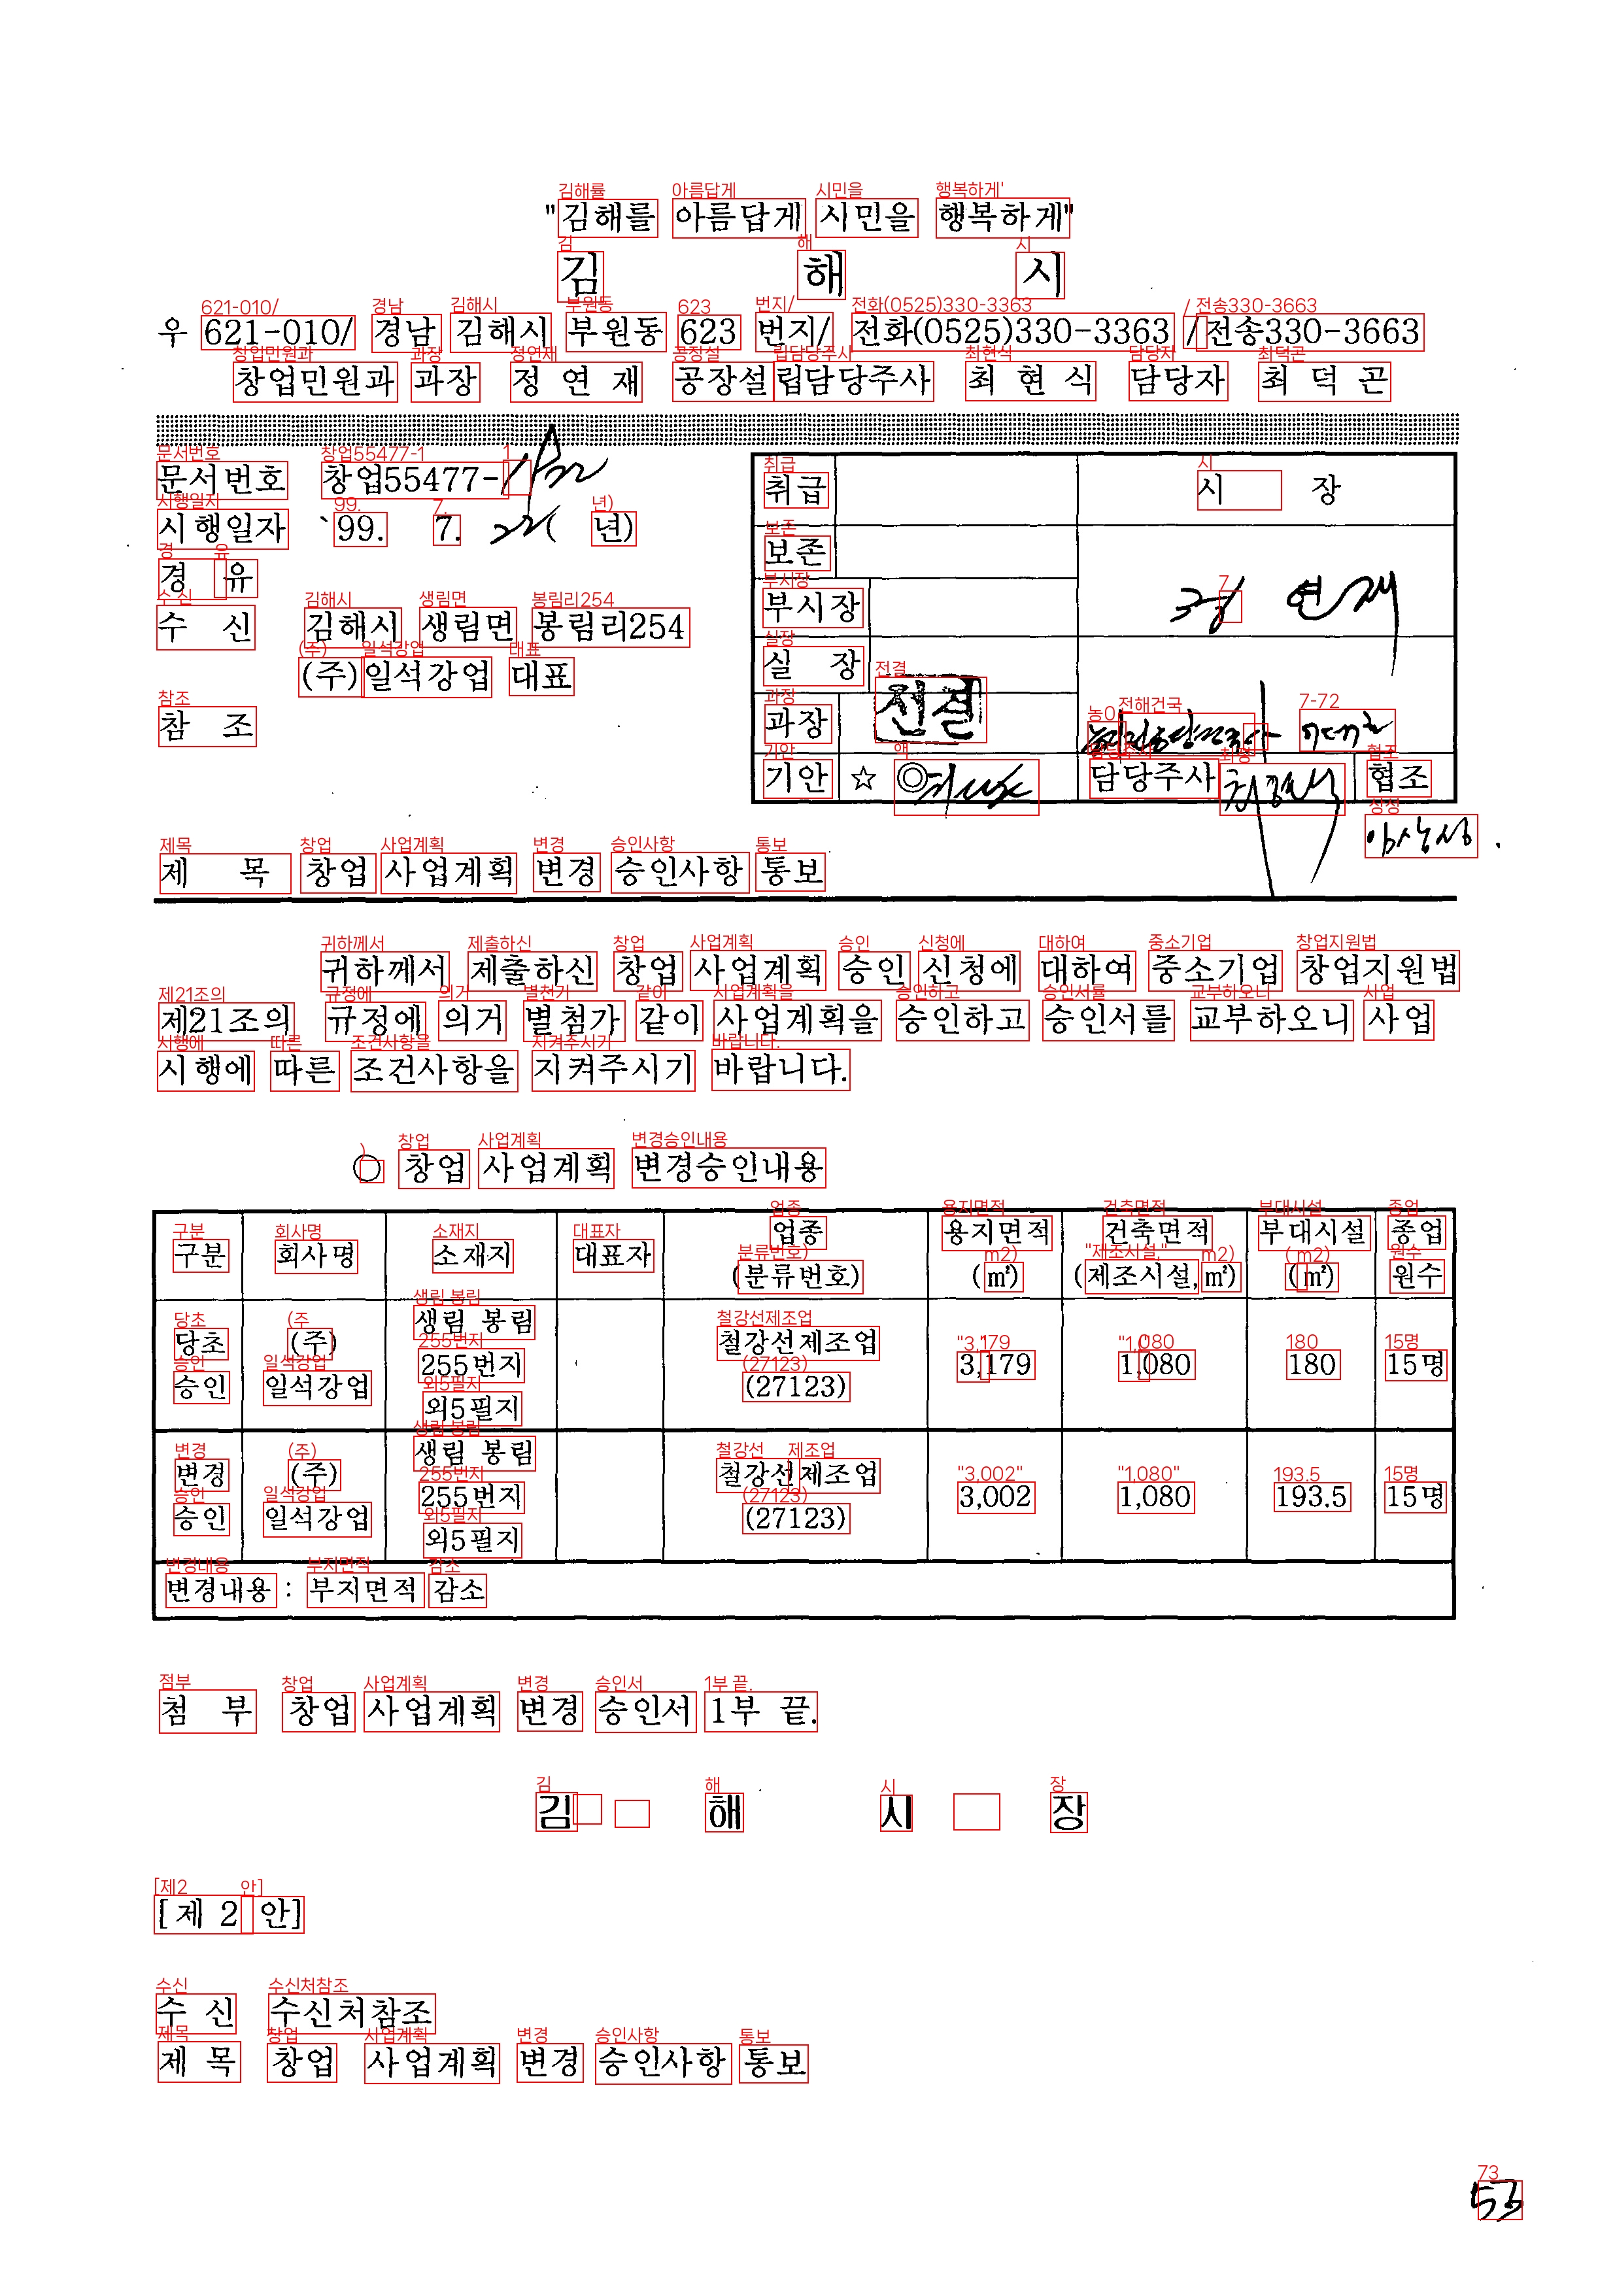 "김해를 아름답게 시민을 행복하게"
김 해 시
우 621-010/ 경남 김해시 부원동 623 번지/ 전화(0525)330-3363 /전송330-3663
창업민원과 과장 정 연 재 공장설립담당주사 최 현 식 담당자 최 덕 곤
문서번호 창업55477-
시행일자 `99. 7. 22( 년)
경 유
수 신 김해시 생림면 봉림리254
(주)일석강업 대표
참 조
취급 시 장
보존
부시장
정 연재
실 장
과장 전결
기안 ☆ ◎ 담당주사 협조
제 목 창업 사업계획 변경 승인사항 통보
귀하께서 제출하신 창업 사업계획 승인 신청에 대하여 중소기업 창업지원법
제21조의 규정에 의거 별첨가 같이 사업계획을 승인하고 승인서를 교부하오니 사업
시행에 따른 조건사항을 지켜주시기 바랍니다.
○ 창업 사업계획 변경승인내용
구분 회사명 소재지 대표자 업종 (분류번호) 용지면적 (㎡) 건축면적 (제조시설,㎡) 부대시설 (㎡) 종업 원수
당초 승인 (주) 일석강업 생림 봉림 255번지 외5필지 철강선제조업 (27123) 3,179 1,080 180 15명
변경 승인 (주) 일석강업 생림 봉림 255번지 외5필지 철강선제조업 (27123) 3,002 1,080 193.5 15명
변경내용 : 부지면적 감소
첨 부 창업 사업계획 변경 승인서 1부 끝.
김 해 시 장
[제 2 안]
수 신 수신처참조
제 목 창업 사업계획 변경 승인사항 통보
53